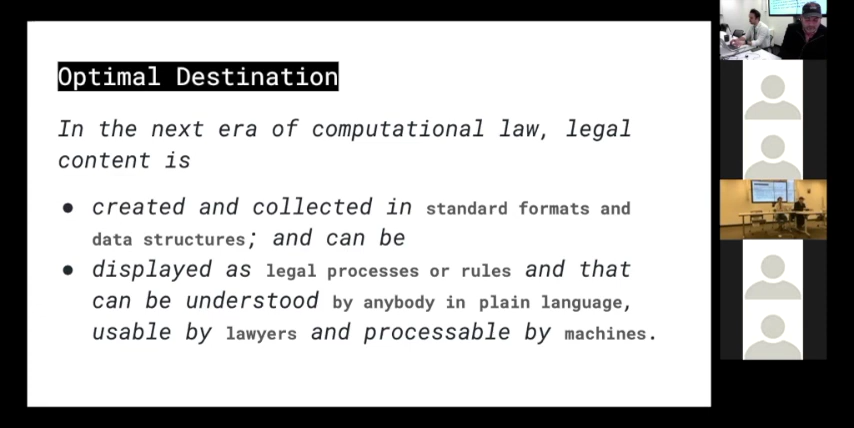 Optimal Destination
In the next era of computational law, legal
content is
● created and collected in standard formats and
data structures; and can be
● displayed as legal processes or rules and that
can be understood by anybody in plain language,
usable by lawyers and processable by machines.